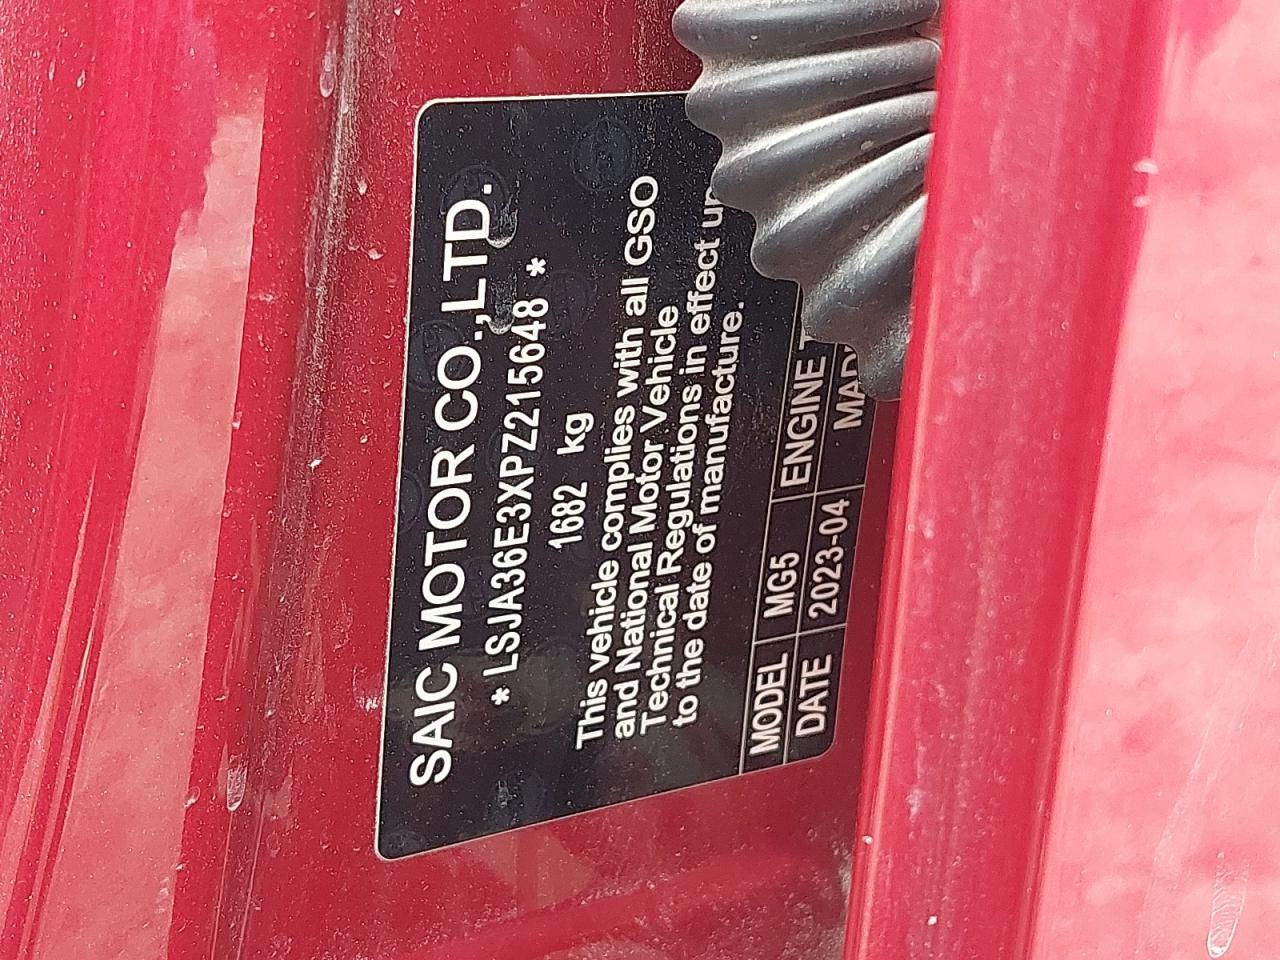 SAIC MOTOR CO.,LTD.
* LSJA36E3XPZ215648 *
1682 kg
This vehicle complies with all GSO
and National Motor Vehicle
Technical Regulations in effect up
to the date of manufacture.
MODEL MG5 ENGINE
DATE 2023-04